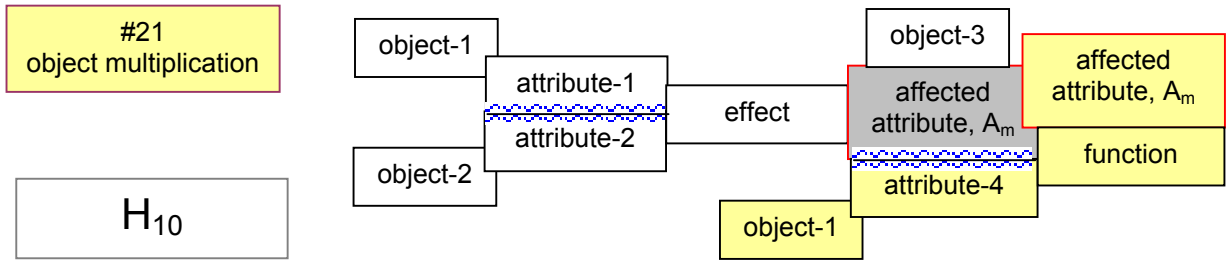 #21
object multiplication
H₁₀
object-1
attribute-1
attribute-2
object-2
effect
object-3
affected
attribute, Aₘ
attribute-4
object-1
affected
attribute, Aₘ
function